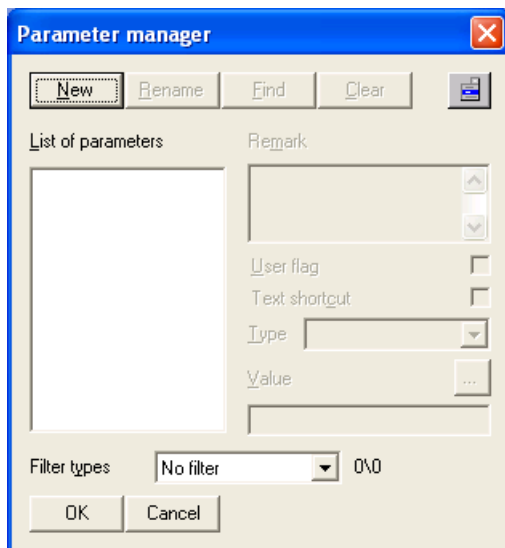 Parameter manager
New Rename Find Clear
List of parameters Remark
User flag
Text shortcut
Type
Value ...
Filter types No filter 0\0
OK Cancel